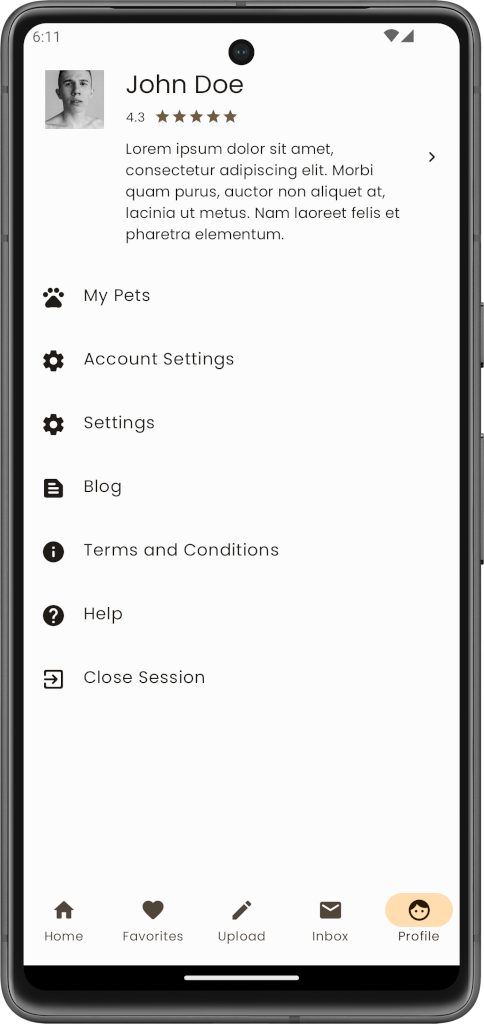 6:11
John Doe
4.3
Lorem ipsum dolor sit amet,
consectetur adipiscing elit. Morbi
quam purus, auctor non aliquet at,
lacinia ut metus. Nam laoreet felis et
pharetra elementum.
My Pets
Account Settings
Settings
Blog
Terms and Conditions
Help
Close Session
Home Favorites Upload Inbox Profile